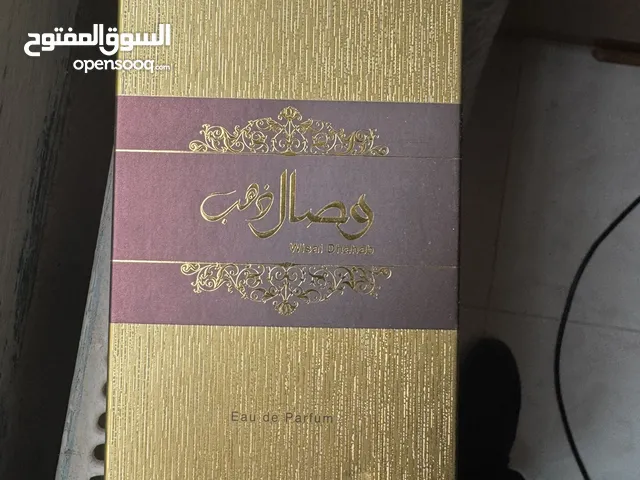 السوق المفتوح
opensooq.com
وصال ذهب
Wisal Dhahab
Eau de Parfum